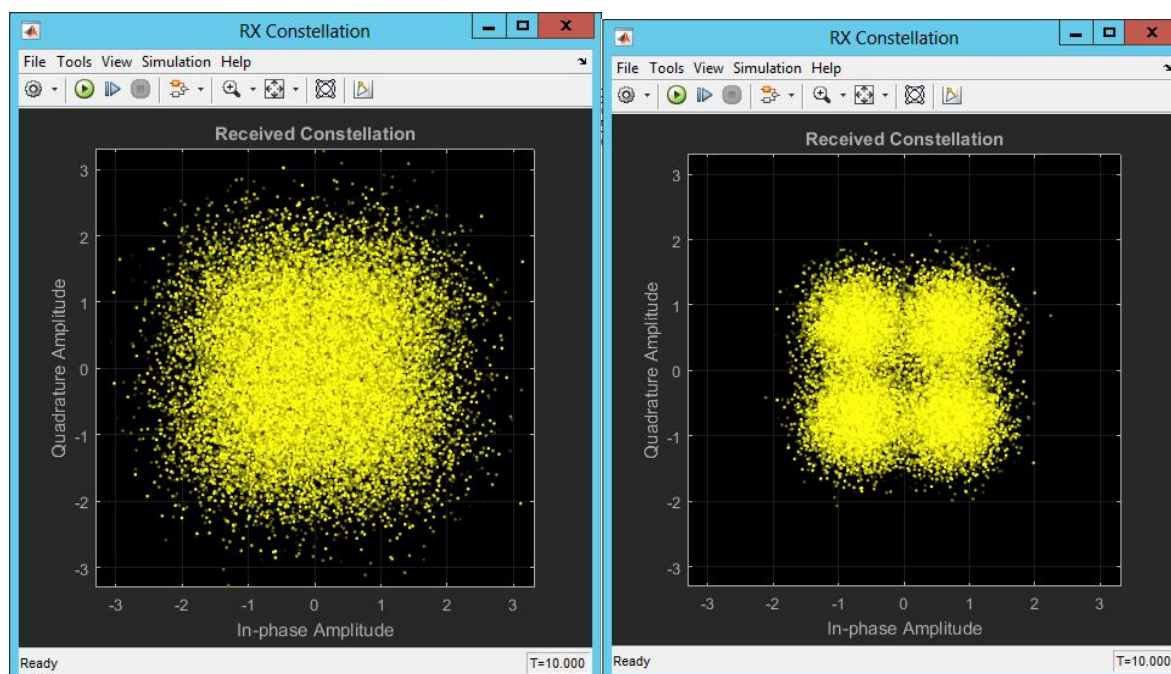 RX Constellation
File Tools View Simulation Help
Received Constellation
Quadrature Amplitude
3
2
1
0
-1
-2
-3
-3 -2 -1 0 1 2 3
In-phase Amplitude
Ready T=10.000
RX Constellation
File Tools View Simulation Help
Received Constellation
Quadrature Amplitude
3
2
1
0
-1
-2
-3
-3 -2 -1 0 1 2 3
In-phase Amplitude
Ready T=10.000